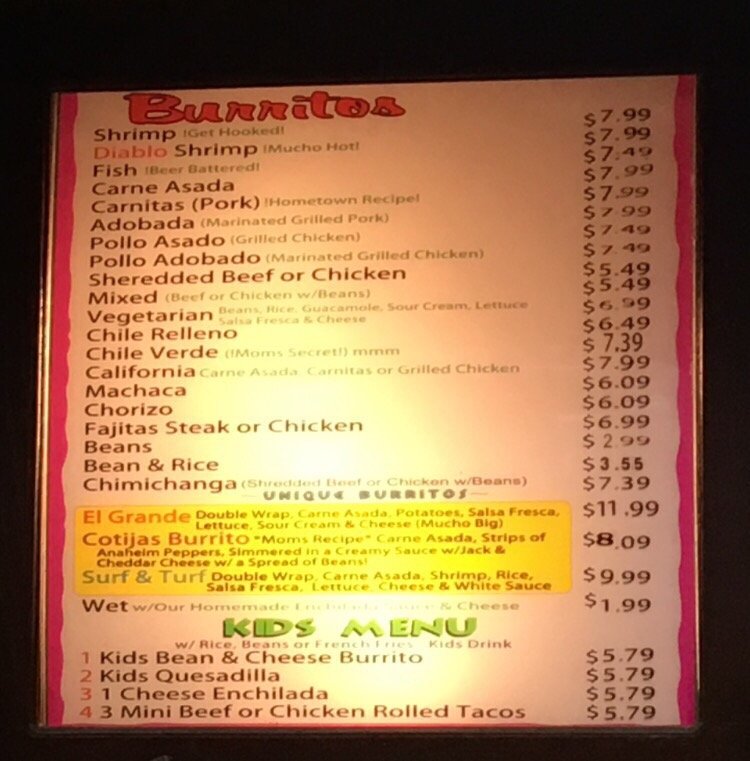 Burritos
Shrimp !Get Hooked! $7.99
Diablo Shrimp !Mucho Hot! $7.99
Fish !Beer Battered! $7.49
Carne Asada $7.99
Carnitas (Pork) !Hometown Recipe! $7.99
Adobada (Marinated Grilled Pork) $7.99
Pollo Asado (Grilled Chicken) $7.49
Pollo Adobado (Marinated Grilled Chicken) $7.49
Sheredded Beef or Chicken $5.49
Mixed (Beef or Chicken w/Beans) $5.49
Vegetarian Beans, Rice, Guacamole, Sour Cream, Lettuce $6.99
Salsa Fresca & Cheese
Chile Relleno $6.49
Chile Verde (!Moms Secret!) mmm $7.39
California Carne Asada Carnitas or Grilled Chicken $7.99
Machaca $6.09
Chorizo $6.09
Fajitas Steak or Chicken $6.99
Beans $2.99
Bean & Rice $3.55
Chimichanga (Shredded Beef or Chicken w/Beans) $7.39
UNIQUE BURRITOS
El Grande Double Wrap, Carne Asada, Potatoes, Salsa Fresca, $11.99
Lettuce, Sour Cream & Cheese (Mucho Big)
Cotijas Burrito "Moms Recipe" Carne Asada, Strips of $8.09
Anaheim Peppers, Simmered in a Creamy Sauce w/Jack &
Cheddar Cheese w/ a Spread of Beans!
Surf & Turf Double Wrap, Carne Asada, Shrimp, Rice, $9.99
Salsa Fresca, Lettuce, Cheese & White Sauce
Wet w/Our Homemade Enchilada Sauce & Cheese $1.99
KIDS MENU
w/ Rice, Beans or French Fries Kids Drink
1 Kids Bean & Cheese Burrito $5.79
2 Kids Quesadilla $5.79
3 1 Cheese Enchilada $5.79
4 3 Mini Beef or Chicken Rolled Tacos $5.79